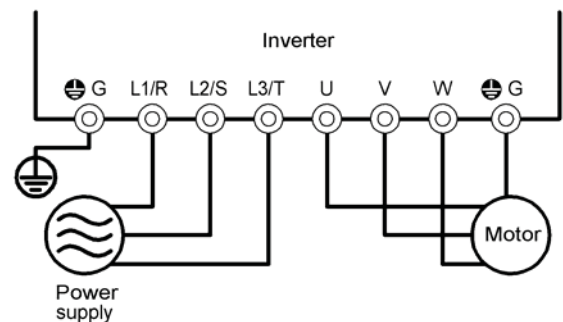 Inverter
G L1/R L2/S L3/T U V W G
Motor
Power
supply